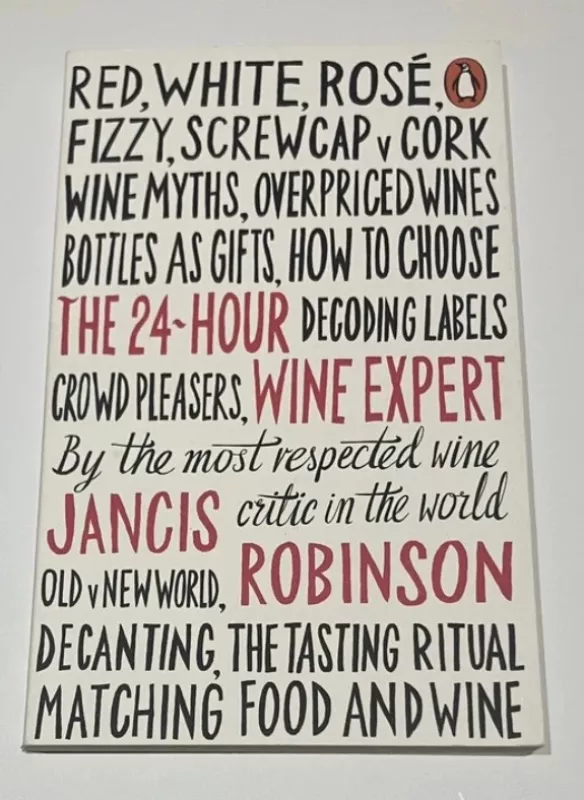 RED, WHITE, ROSÉ,
FIZZY, SCREWCAP v CORK
WINE MYTHS, OVERPRICED WINES
BOTTLES AS GIFTS, HOW TO CHOOSE
THE 24-HOUR DECODING LABELS
CROWD PLEASERS, WINE EXPERT
By the most respected wine
JANCIS critic in the world
OLD v NEW WORLD, ROBINSON
DECANTING, THE TASTING RITUAL
MATCHING FOOD AND WINE